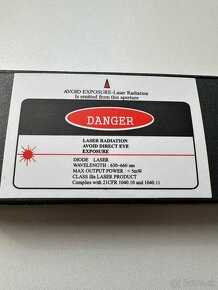 AVOID EXPOSURE-Laser Radiation
Is emitted from this aperture
DANGER
LASER RADIATION
AVOID DIRECT EYE
EXPOSURE
DIODE LASER
WAVELENGTH : 630-660 nm
MAX OUTPUT POWER : < 5mW
CLASS IIIa LASER PRODUCT
Complies with 21CFR 1040.10 and 1040.11